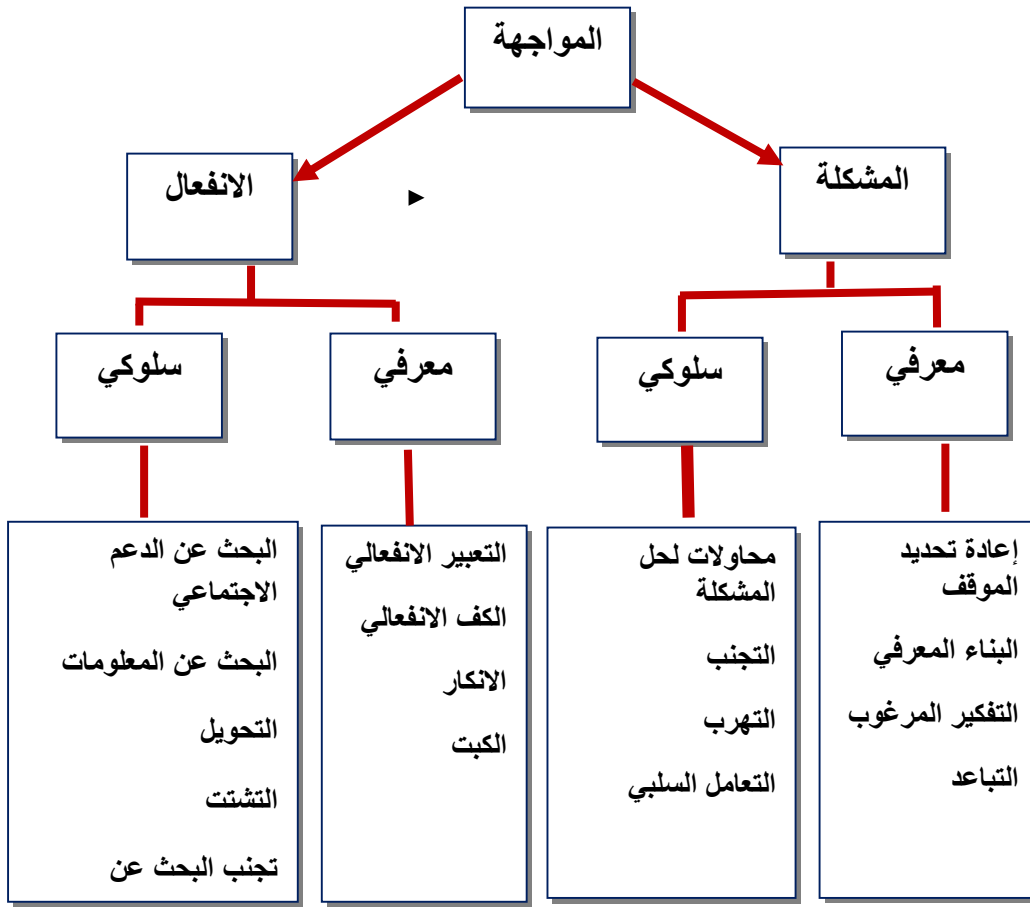 المواجهة
المشكلة
الانفعال
معرفي
سلوكي
معرفي
سلوكي
إعادة تحديد
الموقف
البناء المعرفي
التفكير المرغوب
التباعد
محاولات لحل
المشكلة
التجنب
التهرب
التعامل السلبي
التعبير الانفعالي
الكف الانفعالي
الانكار
الكبت
البحث عن الدعم
الاجتماعي
البحث عن المعلومات
التحويل
التشتت
تجنب البحث عن